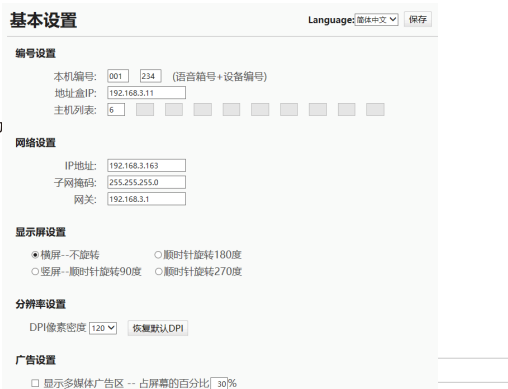 基本设置 Language: 简体中文 保存
编号设置
本机编号: 001 234 (语音箱号+设备编号)
地址盒IP: 192.168.3.11
主机列表: 6
网络设置
IP地址: 192.168.3.163
子网掩码: 255.255.255.0
网关: 192.168.3.1
显示屏设置
横屏--不旋转 顺时针旋转180度
竖屏--顺时针旋转90度 顺时针旋转270度
分辨率设置
DPI像素密度 120 恢复默认DPI
广告设置
显示多媒体广告区 -- 占屏幕的百分比 30%